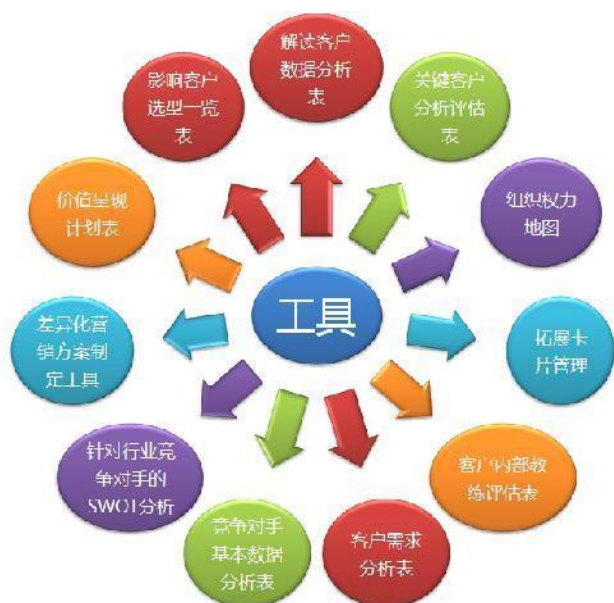 解读客户
数据分析
表
关键客户
分析评估
表
组织权力
地图
拓展卡
片管理
客户内部教
练评估表
客户需求
分析表
竞争对手
基本数据
分析表
针对行业竞
争对手的
SWOT分析
差异化营
销方案制
定工具
价值呈现
计划表
影响客户
选型一览
表
工具